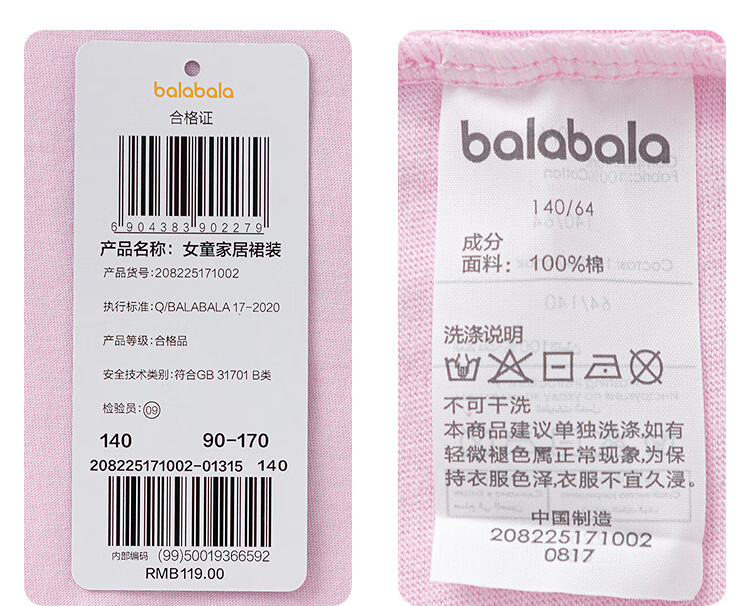 balabala
合格证
6 904383 902279
产品名称：女童家居裙装
产品货号:208225171002
执行标准:Q/BALABALA 17-2020
产品等级:合格品
安全技术类别:符合GB 31701 B类
检验员:09
140 90-170
208225171002-01315 140
内部编码 (99)50019366592
RMB119.00
balabala
140/64
成分
面料：100%棉
洗涤说明
不可干洗
本商品建议单独洗涤,如有
轻微褪色属正常现象,为保
持衣服色泽,衣服不宜久浸。
中国制造
208225171002
0817